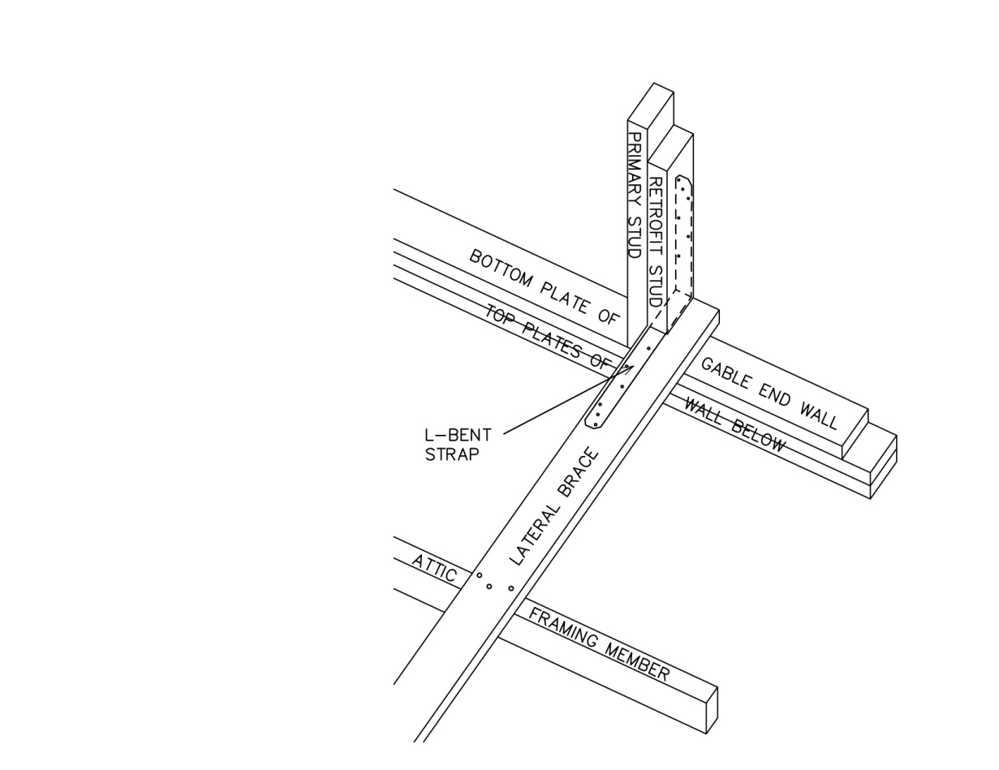 PRIMARY STUD
RETROFIT STUD
BOTTOM PLATE OF
GABLE END WALL
TOP PLATES OF
WALL BELOW
L-BENT
STRAP
LATERAL BRACE
ATTIC
FRAMING MEMBER